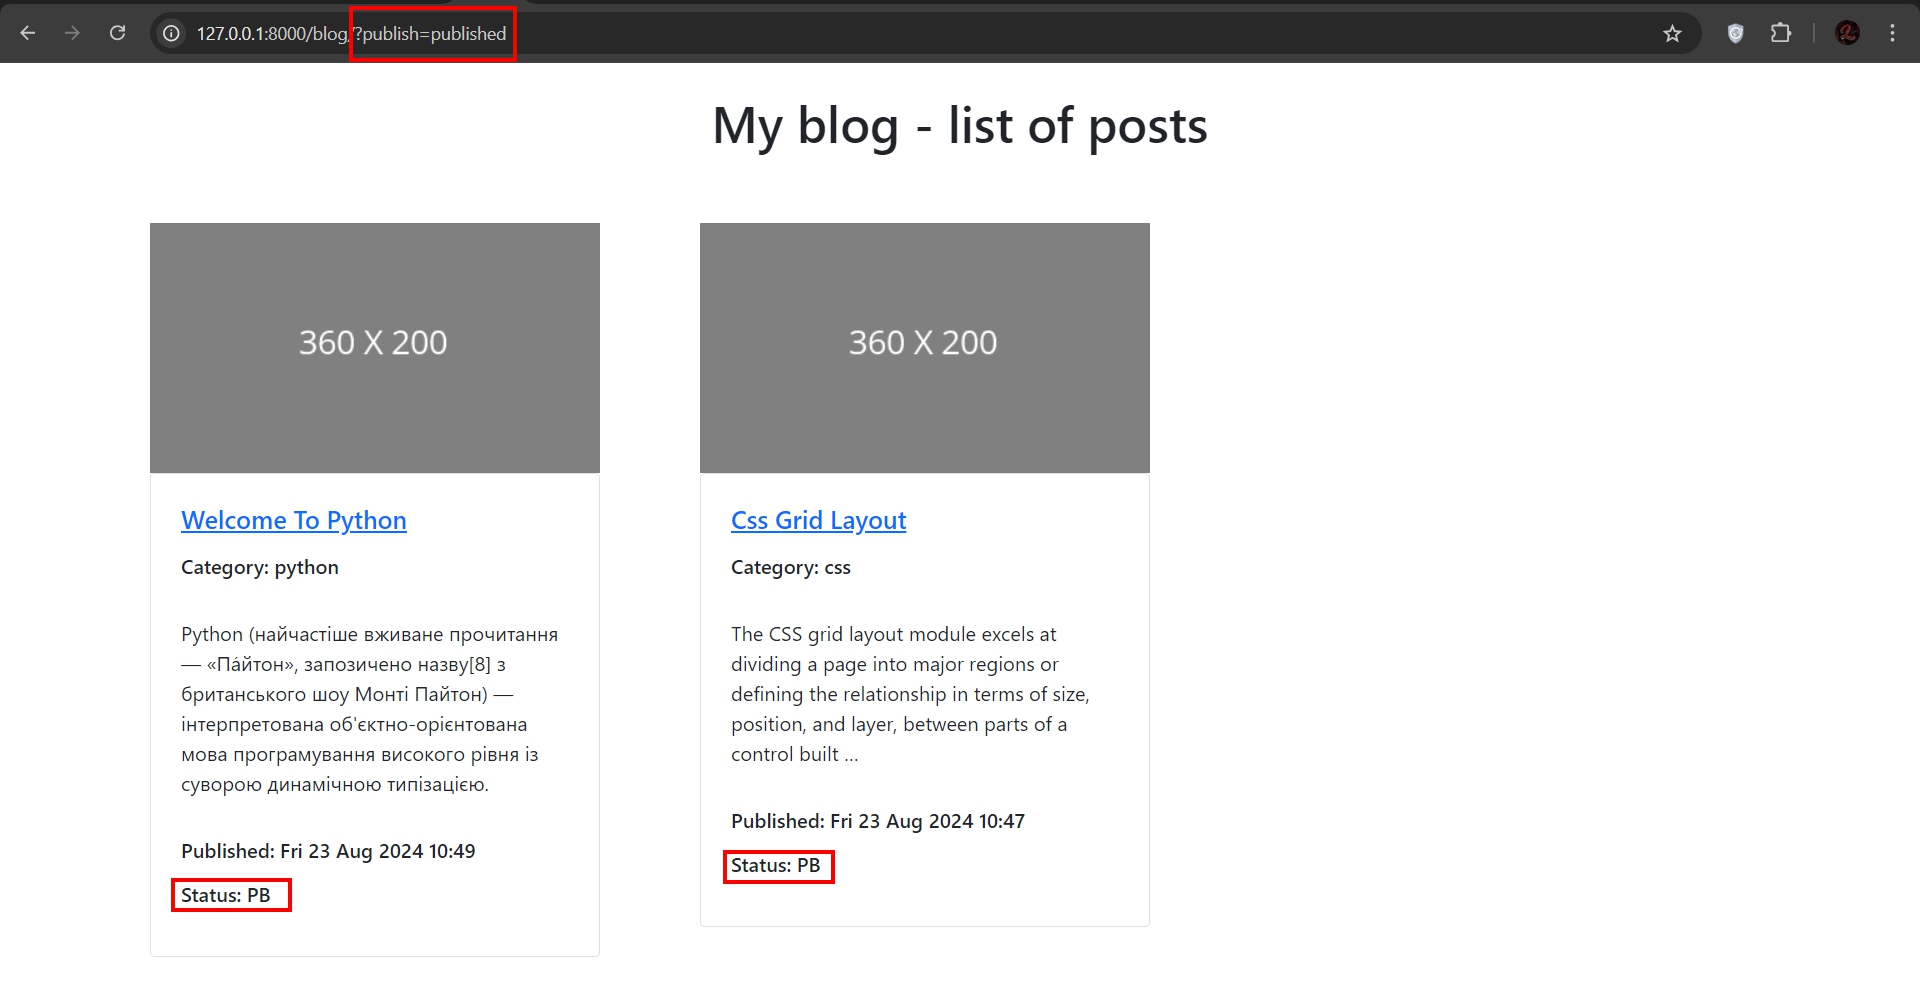 127.0.0.1:8000/blog/?publish=published
My blog - list of posts
360 X 200
Welcome To Python
Category: python
Python (найчастіше вживане прочитання
— «Па́йтон», запозичено назву[8] з
британського шоу Монті Пайтон) —
інтерпретована об'єктно-орієнтована
мова програмування високого рівня із
суворою динамічною типізацією.
Published: Fri 23 Aug 2024 10:49
Status: PB
360 X 200
Css Grid Layout
Category: css
The CSS grid layout module excels at
dividing a page into major regions or
defining the relationship in terms of size,
position, and layer, between parts of a
control built …
Published: Fri 23 Aug 2024 10:47
Status: PB